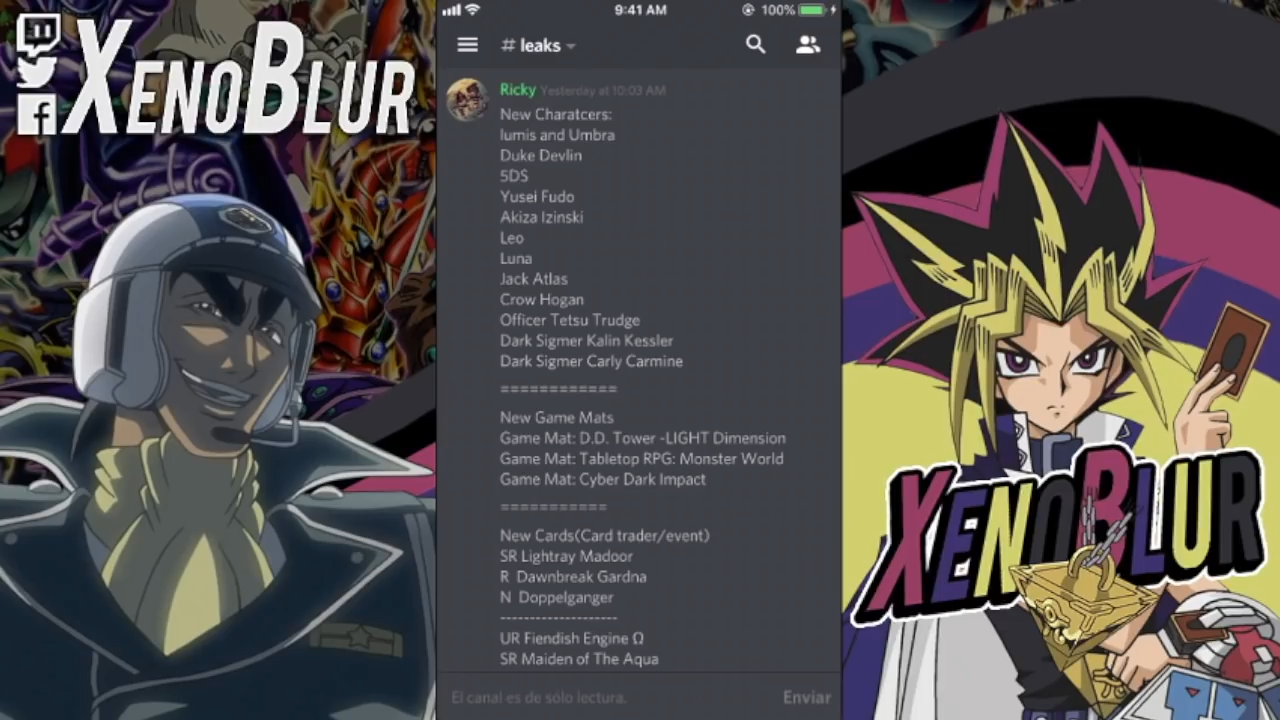 XENOBLUR
9:41 AM
100%
# leaks
Ricky Yesterday at 10:03 AM
New Charatcers:
lumis and Umbra
Duke Devlin
5DS
Yusei Fudo
Akiza Izinski
Leo
Luna
Jack Atlas
Crow Hogan
Officer Tetsu Trudge
Dark Sigmer Kalin Kessler
Dark Sigmer Carly Carmine
============
New Game Mats
Game Mat: D.D. Tower -LIGHT Dimension
Game Mat: Tabletop RPG: Monster World
Game Mat: Cyber Dark Impact
===========
New Cards(Card trader/event)
SR Lightray Madoor
R Dawnbreak Gardna
N Doppelganger
--------------------
UR Fiendish Engine Ω
SR Maiden of The Aqua
El canal es de sólo lectura.
Enviar
XENOBLUR